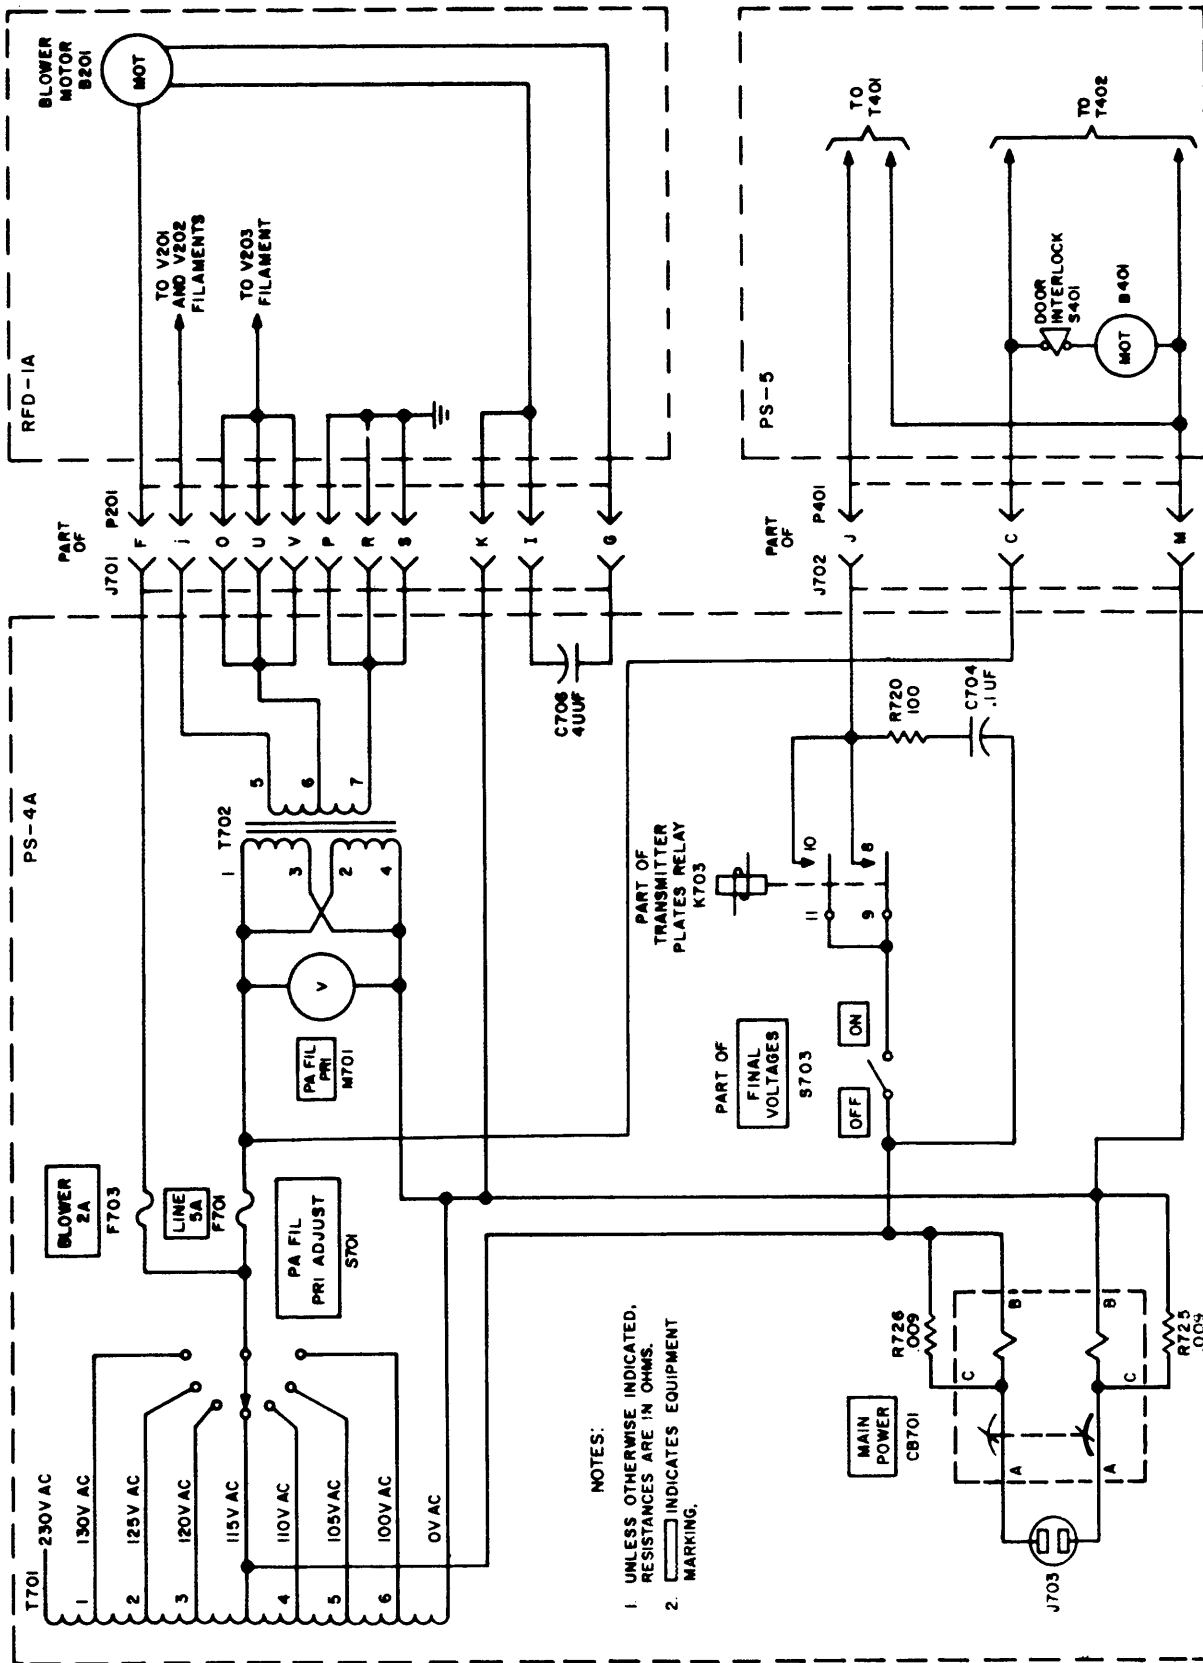 BLOWER
MOTOR
B201
MOT
RFD-1A
TO V201
AND V202
FILAMENTS
TO V203
FILAMENT
TO
T401
TO
T402
DOOR
INTERLOCK
S401
MOT
B401
PS-5
PART
OF
J701
P201
F
i
O
U
V
P
R
S
K
I
G
PART
OF
J702
P401
J
C
M
PS-4A
C706
4UUF
T702
1
3
2
4
5
6
7
V
PA FIL
PRI
M701
R720
100
C704
.1UF
PART OF
TRANSMITTER
PLATES RELAY
K703
10
8
11
9
PART OF
FINAL
VOLTAGES
S703
ON
OFF
BLOWER
2A
F703
LINE
5A
F701
PA FIL
PRI ADJUST
S701
T701
230V AC
1
130V AC
2
125V AC
3
120V AC
115V AC
4
110V AC
5
105V AC
6
100V AC
0V AC
NOTES:
1. UNLESS OTHERWISE INDICATED,
RESISTANCES ARE IN OHMS.
2. INDICATES EQUIPMENT
MARKING.
MAIN
POWER
CB701
R726
.009
R725
.009
A
A
B
B
C
C
J703